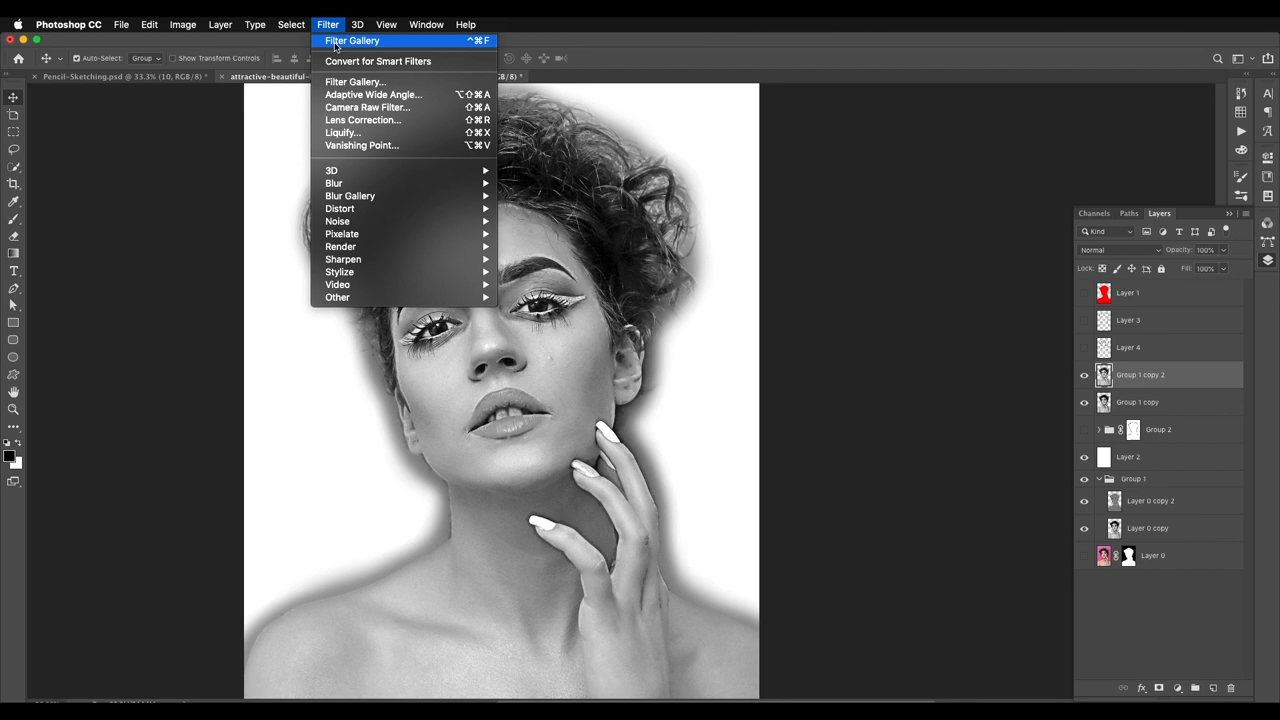 Photoshop CC File Edit Image Layer Type Select Filter 3D View Window Help
Auto-Select: Group Show Transform Controls
Pencil-Sketching.psd @ 33.3% (10, RGB/8) * attractive-beautiful- RGB/8) *
Filter Gallery ^⌘F
Convert for Smart Filters
Filter Gallery...
Adaptive Wide Angle... ⌥⇧⌘A
Camera Raw Filter... ⇧⌘A
Lens Correction... ⇧⌘R
Liquify... ⇧⌘X
Vanishing Point... ⌥⌘V
3D
Blur
Blur Gallery
Distort
Noise
Pixelate
Render
Sharpen
Stylize
Video
Other
Channels Paths Layers
Kind
Normal Opacity: 100%
Lock: Fill: 100%
Layer 1
Layer 3
Layer 4
Group 1 copy 2
Group 1 copy
Group 2
Layer 2
Group 1
Layer 0 copy 2
Layer 0 copy
Layer 0